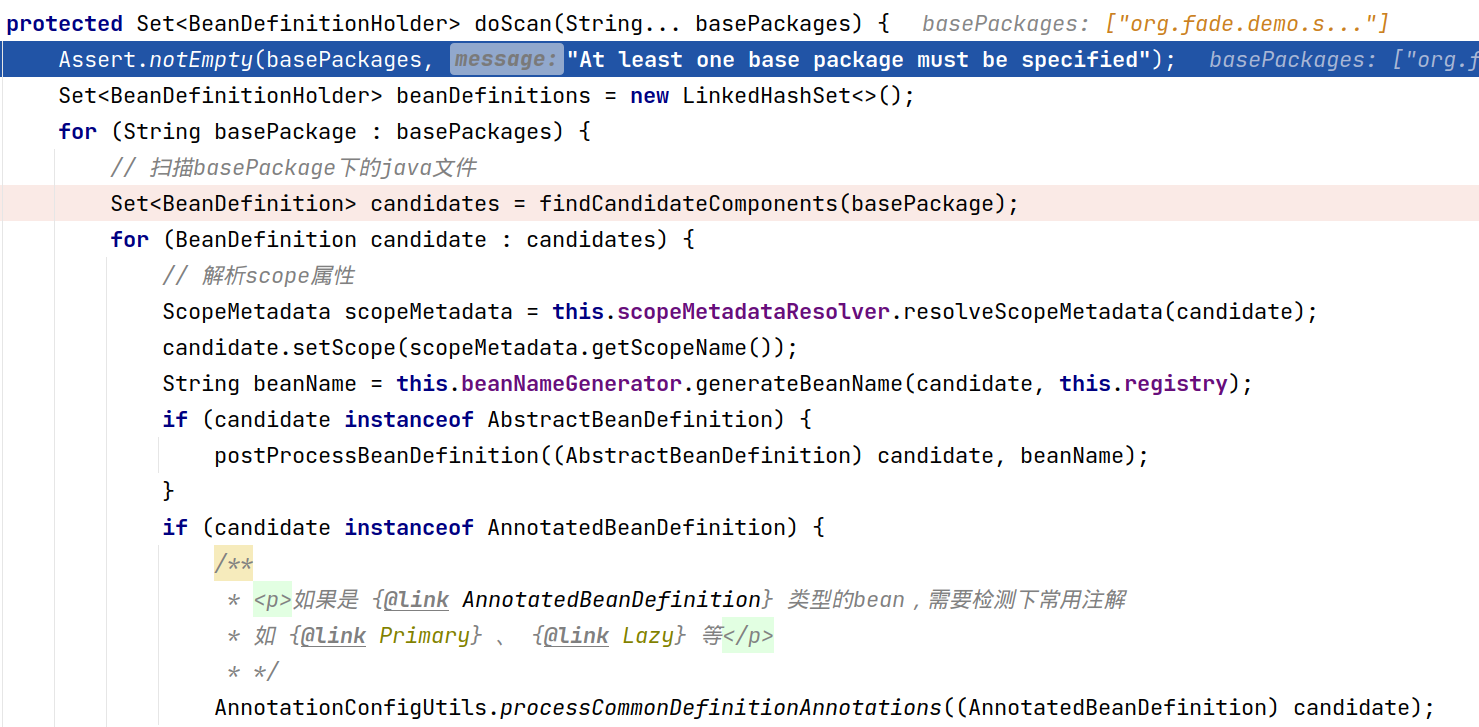 protected Set<BeanDefinitionHolder> doScan(String... basePackages) {   basePackages: ["org.fade.demo.s..."]
    Assert.notEmpty(basePackages, message: "At least one base package must be specified");   basePackages: ["org.f
    Set<BeanDefinitionHolder> beanDefinitions = new LinkedHashSet<>();
    for (String basePackage : basePackages) {
        // 扫描basePackage下的java文件
        Set<BeanDefinition> candidates = findCandidateComponents(basePackage);
        for (BeanDefinition candidate : candidates) {
            // 解析scope属性
            ScopeMetadata scopeMetadata = this.scopeMetadataResolver.resolveScopeMetadata(candidate);
            candidate.setScope(scopeMetadata.getScopeName());
            String beanName = this.beanNameGenerator.generateBeanName(candidate, this.registry);
            if (candidate instanceof AbstractBeanDefinition) {
                postProcessBeanDefinition((AbstractBeanDefinition) candidate, beanName);
            }
            if (candidate instanceof AnnotatedBeanDefinition) {
                /**
                 * <p>如果是 {@link AnnotatedBeanDefinition} 类型的bean，需要检测下常用注解
                 * 如 {@link Primary} 、 {@link Lazy} 等</p>
                 * */
                AnnotationConfigUtils.processCommonDefinitionAnnotations((AnnotatedBeanDefinition) candidate);